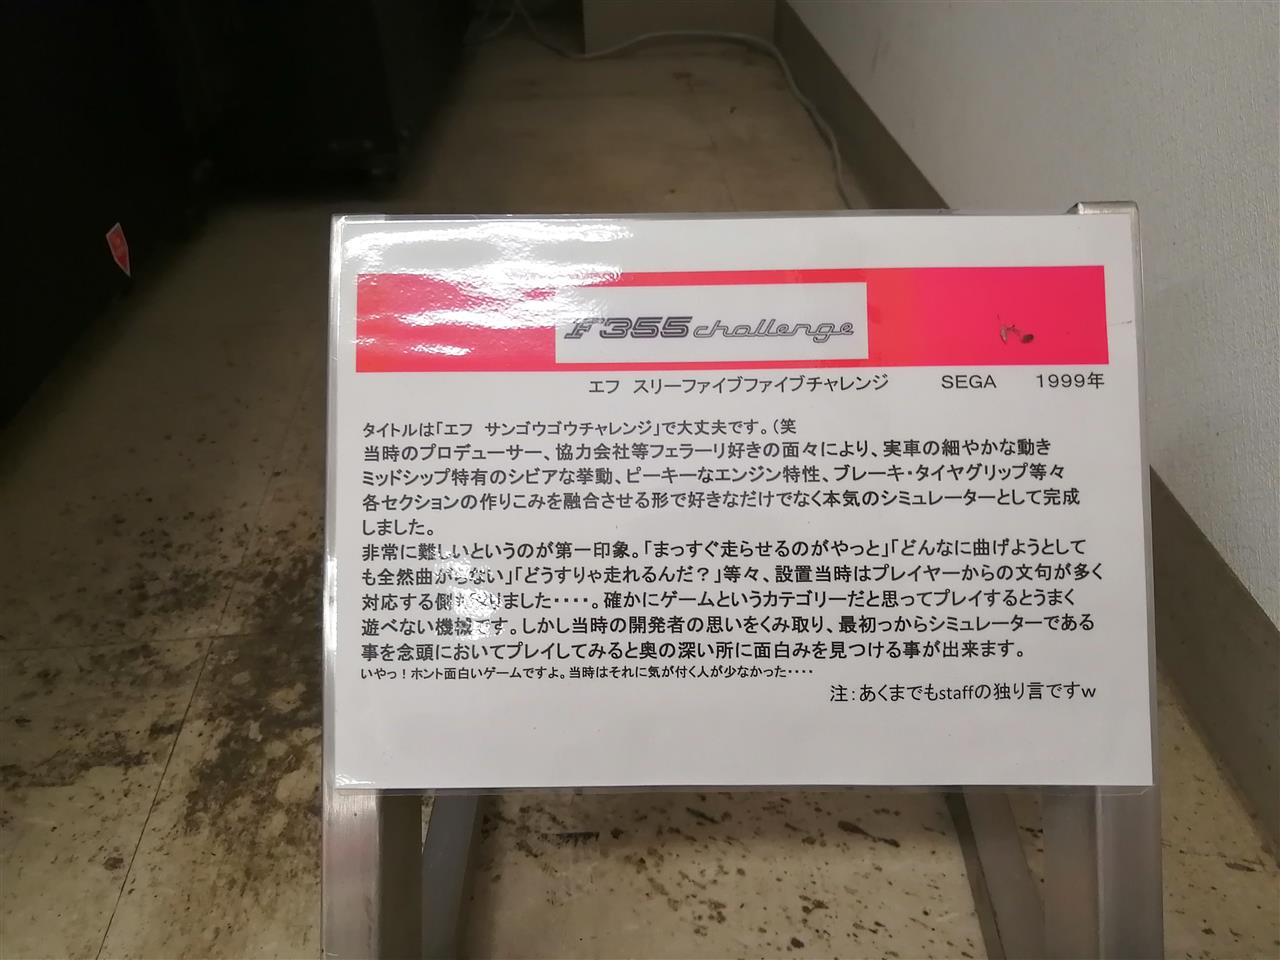 F355 challenge
エフ スリーファイブファイブチャレンジ SEGA 1999年
タイトルは「エフ サンゴウゴウチャレンジ」で大丈夫です。(笑
当時のプロデューサー、協力会社等フェラーリ好きの面々により、実車の細やかな動き
ミッドシップ特有のシビアな挙動、ピーキーなエンジン特性、ブレーキ・タイヤグリップ等々
各セクションの作りこみを融合させる形で好きなだけでなく本気のシミュレーターとして完成
しました。
非常に難しいというのが第一印象。「まっすぐ走らせるのがやっと」「どんなに曲げようとして
も全然曲がらない」「どうすりゃ走れるんだ?」等々、設置当時はプレイヤーからの文句が多く
対応する側も りました・・・・。確かにゲームというカテゴリーだと思ってプレイするとうまく
遊べない機械です。しかし当時の開発者の思いをくみ取り、最初っからシミュレーターである
事を念頭においてプレイしてみると奥の深い所に面白みを見つける事が出来ます。
いやっ!ホント面白いゲームですよ。当時はそれに気が付く人が少なかった・・・・
注:あくまでもstaffの独り言ですw